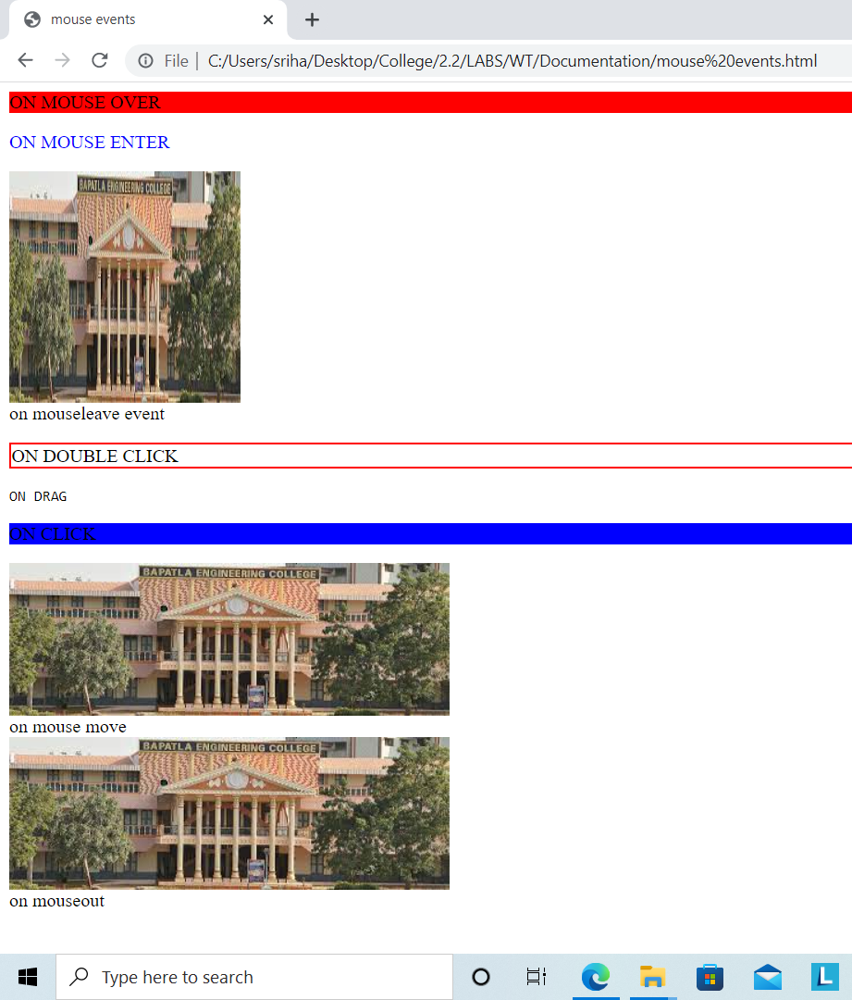 mouse events
File | C:/Users/sriha/Desktop/College/2.2/LABS/WT/Documentation/mouse%20events.html
ON MOUSE OVER
ON MOUSE ENTER
BAPATLA ENGINEERING COLLEGE
on mouseleave event
ON DOUBLE CLICK
ON DRAG
ON CLICK
BAPATLA ENGINEERING COLLEGE
on mouse move
BAPATLA ENGINEERING COLLEGE
on mouseout
Type here to search
L